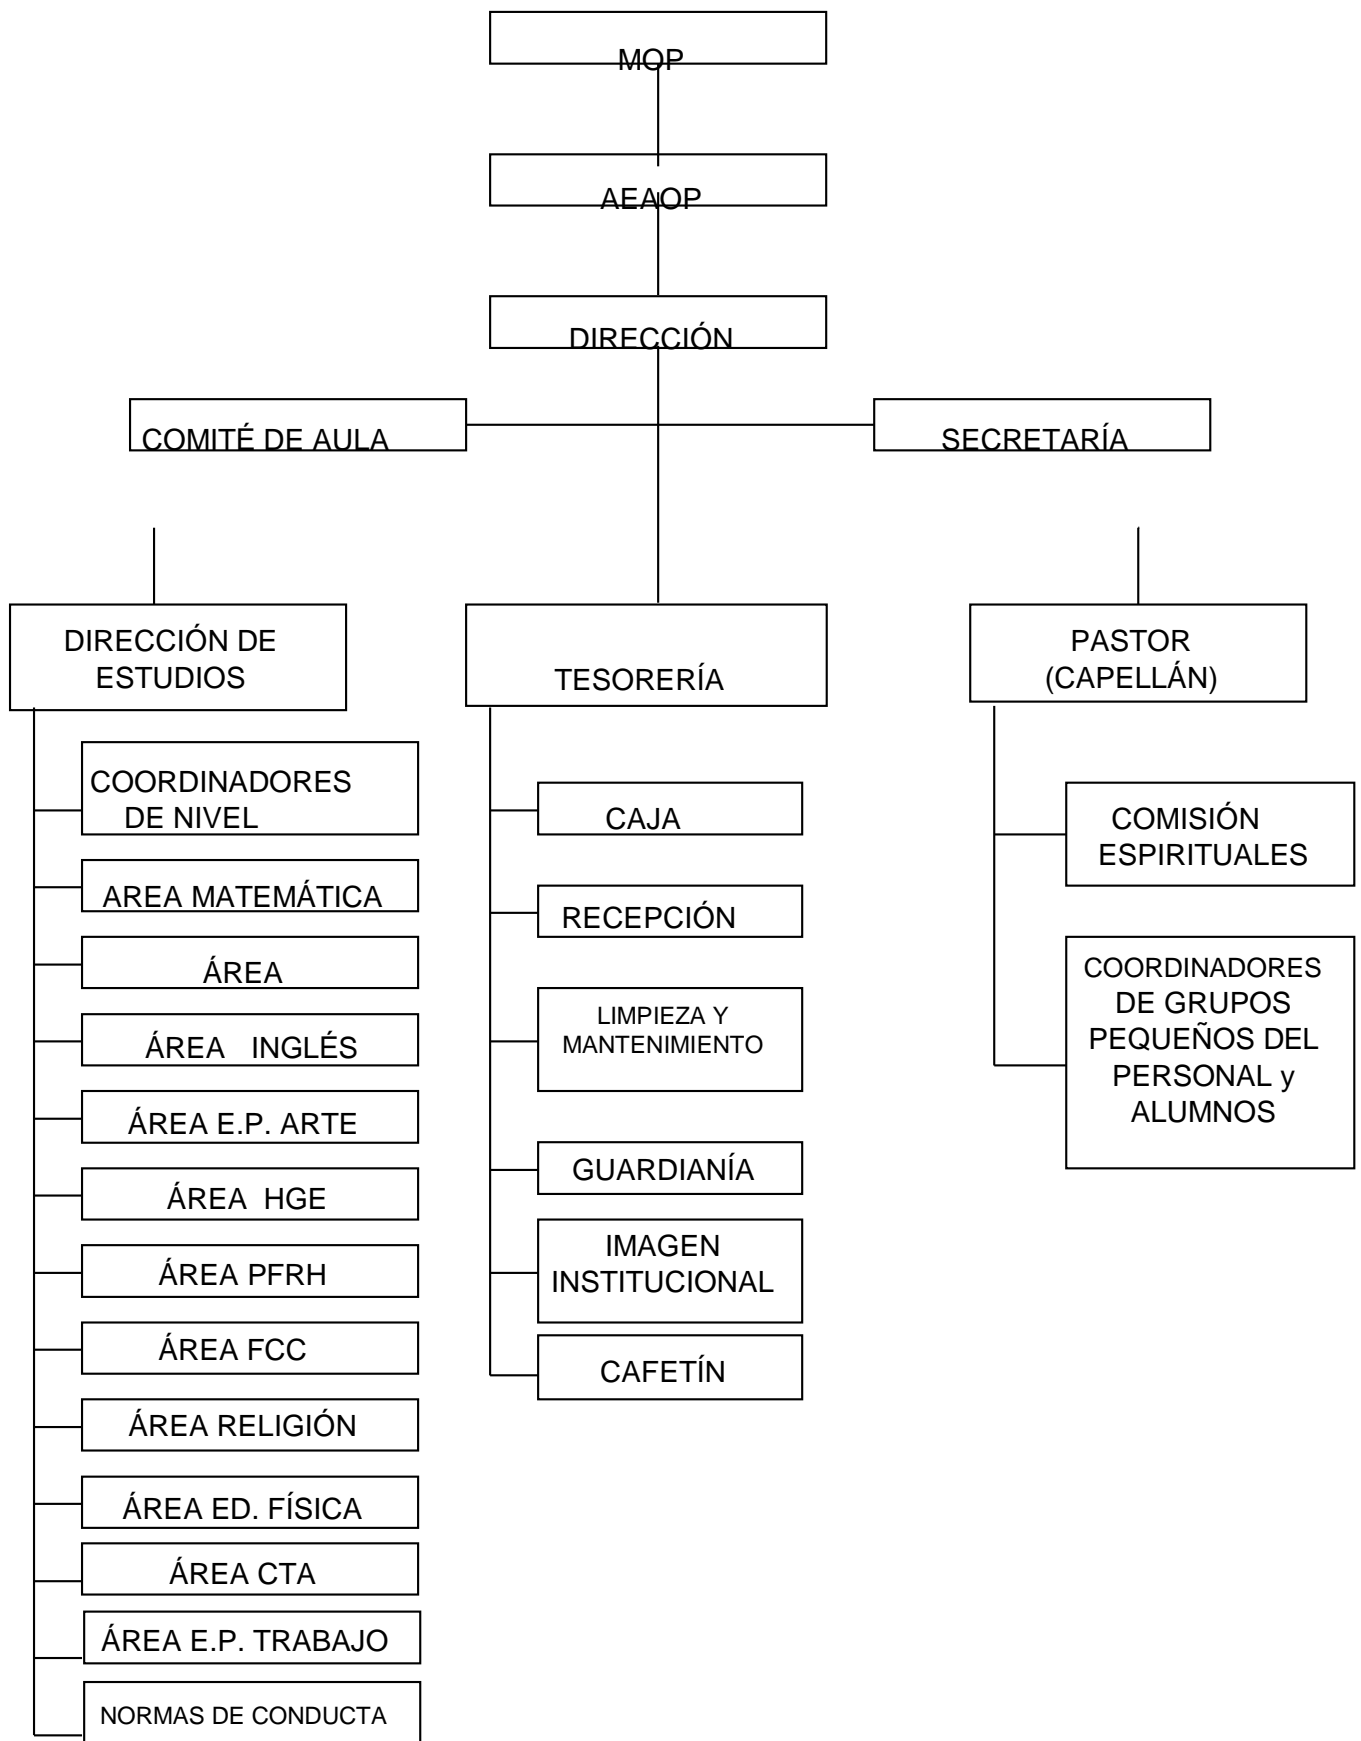 MOP
AEAOP
DIRECCIÓN
COMITÉ DE AULA
SECRETARÍA
DIRECCIÓN DE
ESTUDIOS
COORDINADORES
DE NIVEL
AREA MATEMÁTICA
ÁREA
ÁREA INGLÉS
ÁREA E.P. ARTE
ÁREA HGE
ÁREA PFRH
ÁREA FCC
ÁREA RELIGIÓN
ÁREA ED. FÍSICA
ÁREA CTA
ÁREA E.P. TRABAJO
NORMAS DE CONDUCTA
TESORERÍA
CAJA
RECEPCIÓN
LIMPIEZA Y
MANTENIMIENTO
GUARDIANÍA
IMAGEN
INSTITUCIONAL
CAFETÍN
PASTOR
(CAPELLÁN)
COMISIÓN
ESPIRITUALES
COORDINADORES
DE GRUPOS
PEQUEÑOS DEL
PERSONAL y
ALUMNOS